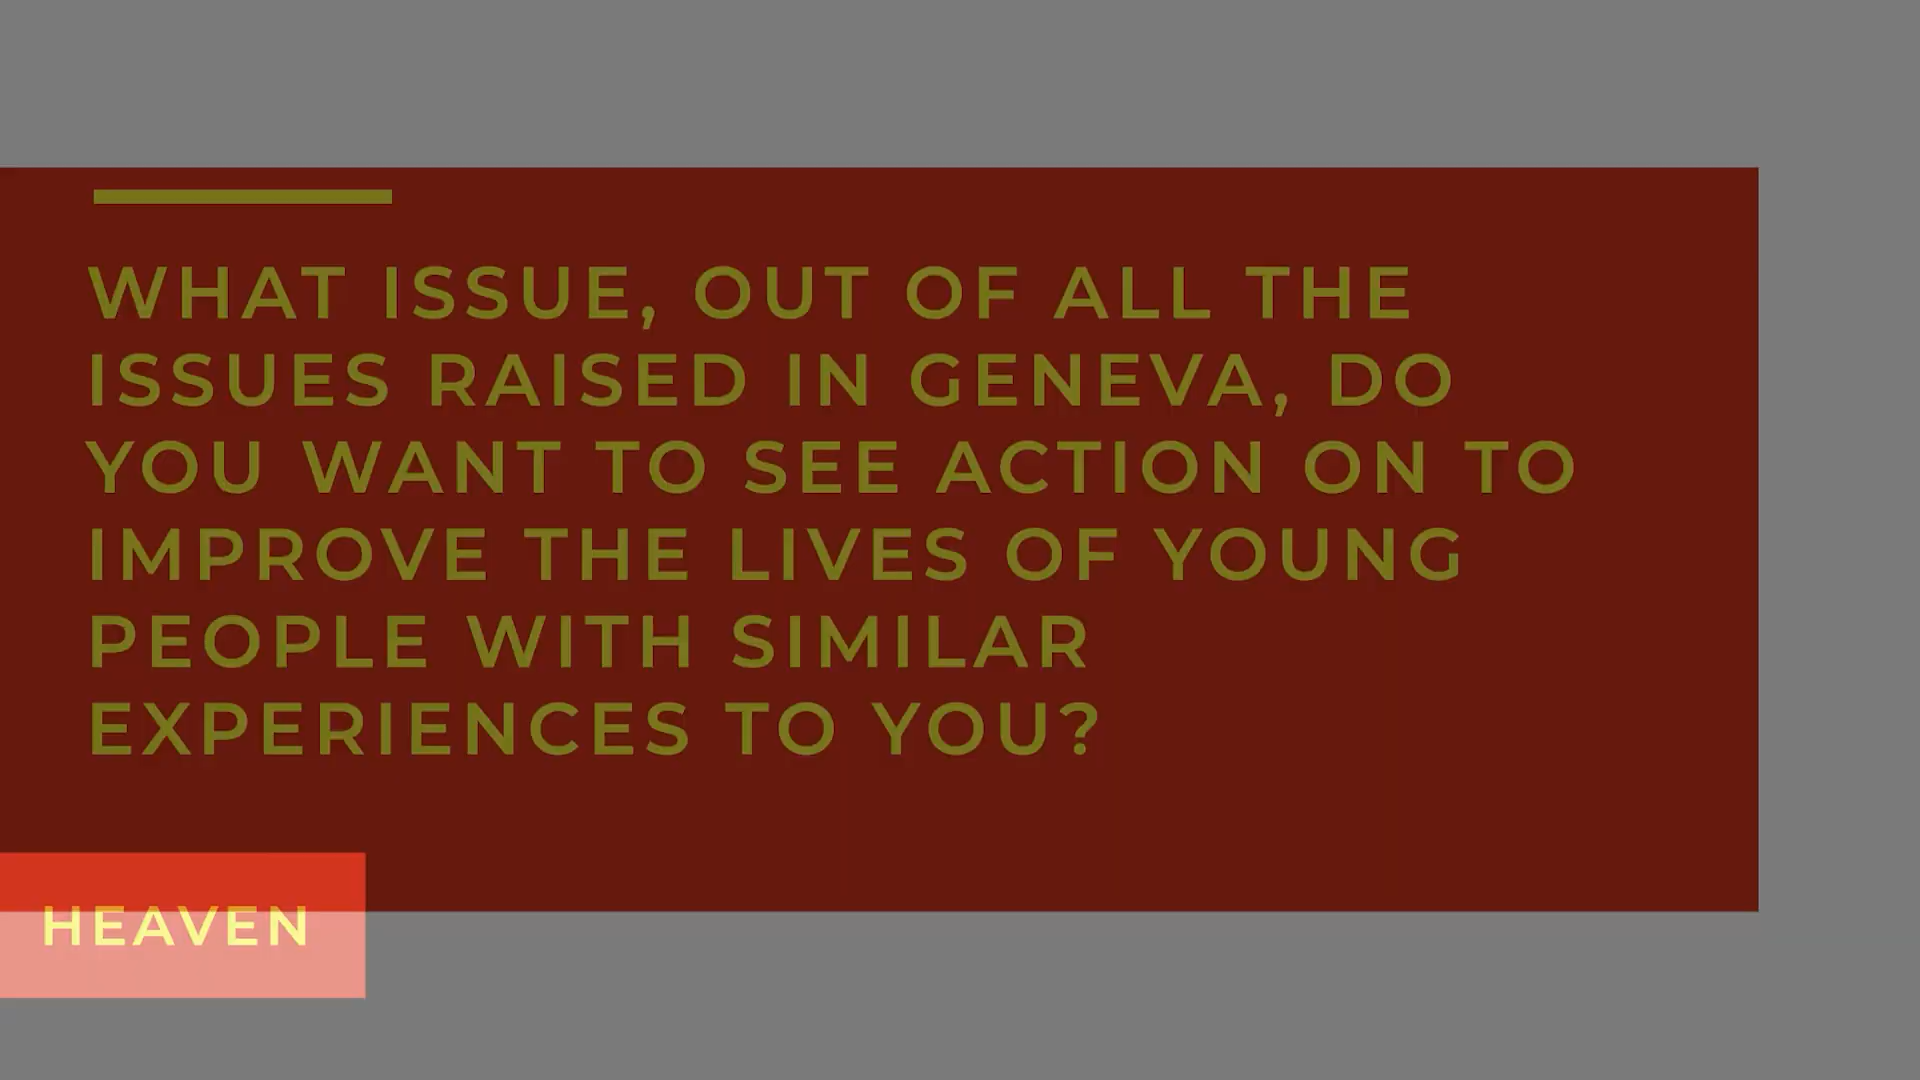 WHAT ISSUE, OUT OF ALL THE
ISSUES RAISED IN GENEVA, DO
YOU WANT TO SEE ACTION ON TO
IMPROVE THE LIVES OF YOUNG
PEOPLE WITH SIMILAR
EXPERIENCES TO YOU?
HEAVEN